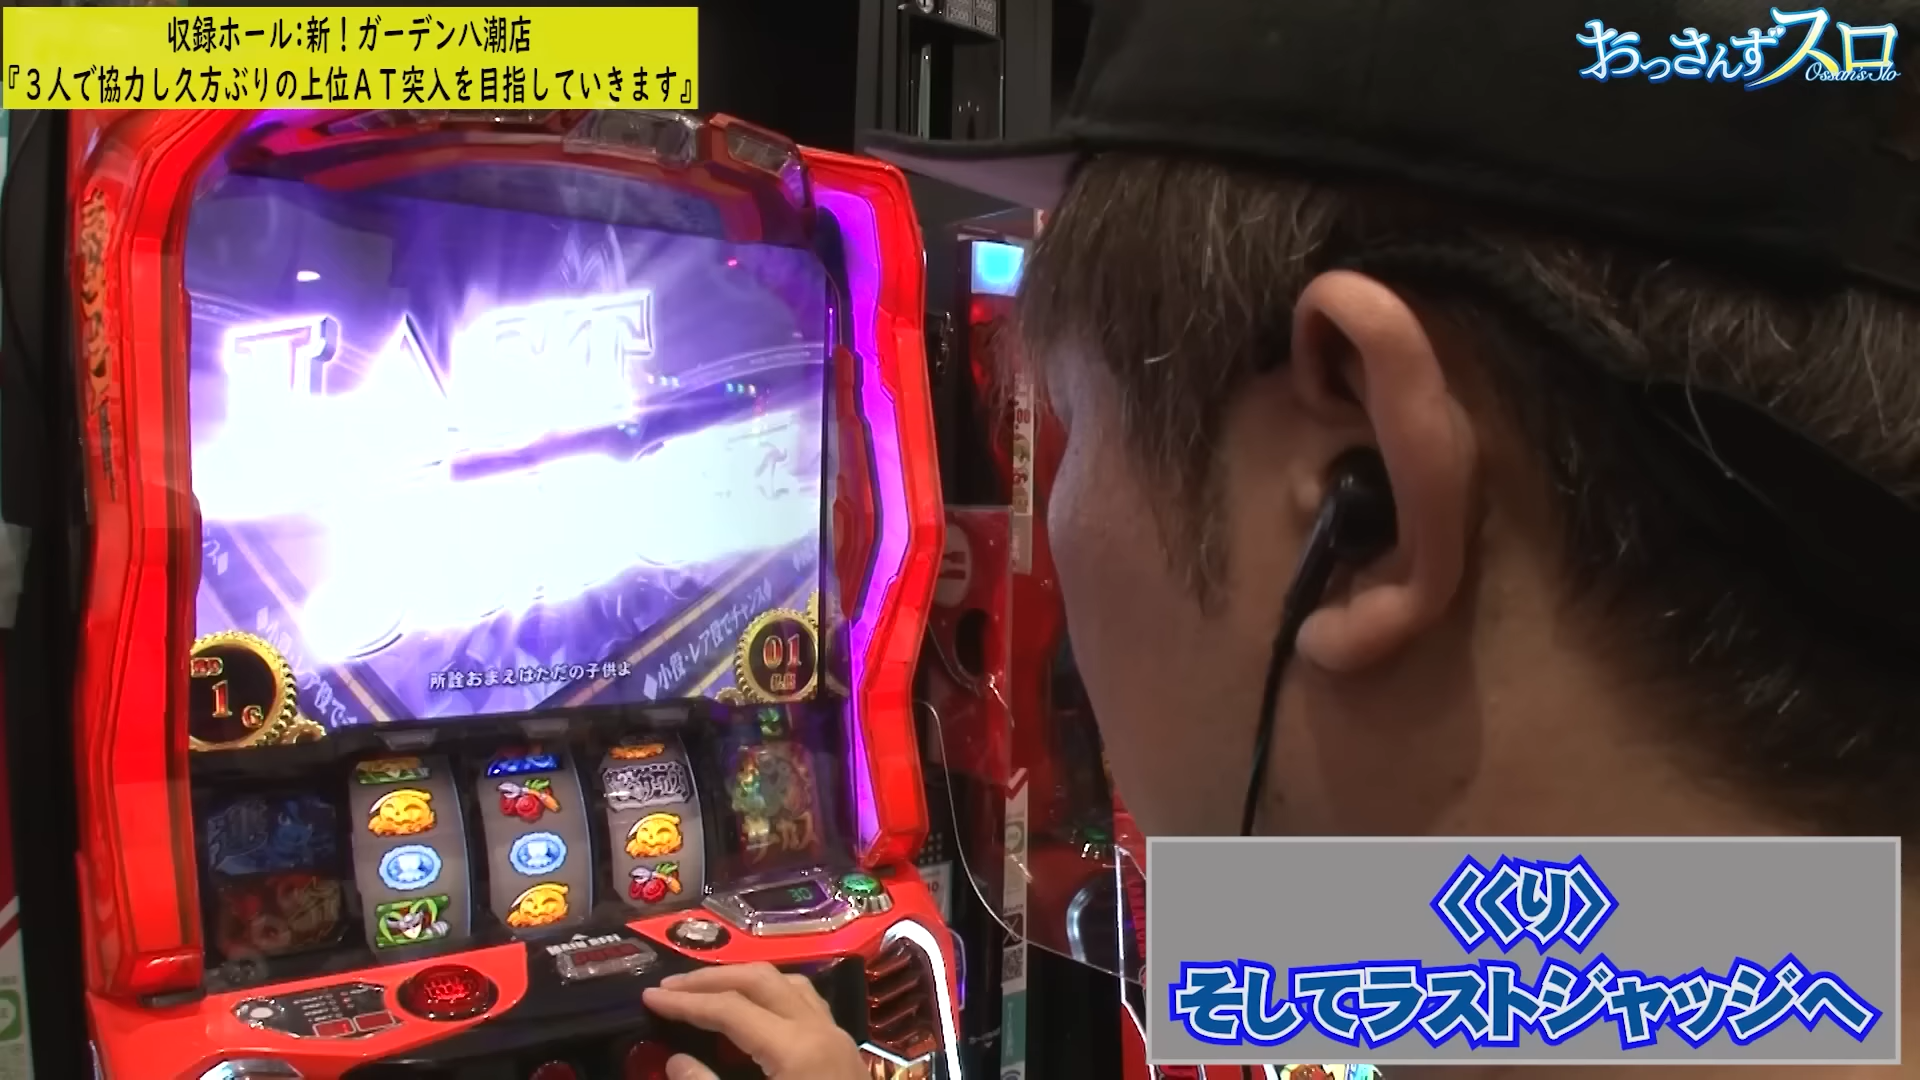 収録ホール:新！ガーデン八潮店
『３人で協力し久方ぶりの上位ＡＴ突入を目指していきます』
おっさんずスロ
Ossan's Slo
LAST
所詮おまえはただの子供よ
◆小役・レア役でチャンス◆
1G
01
30
MAIN REEL
〈くり〉
そしてラストジャッジへ